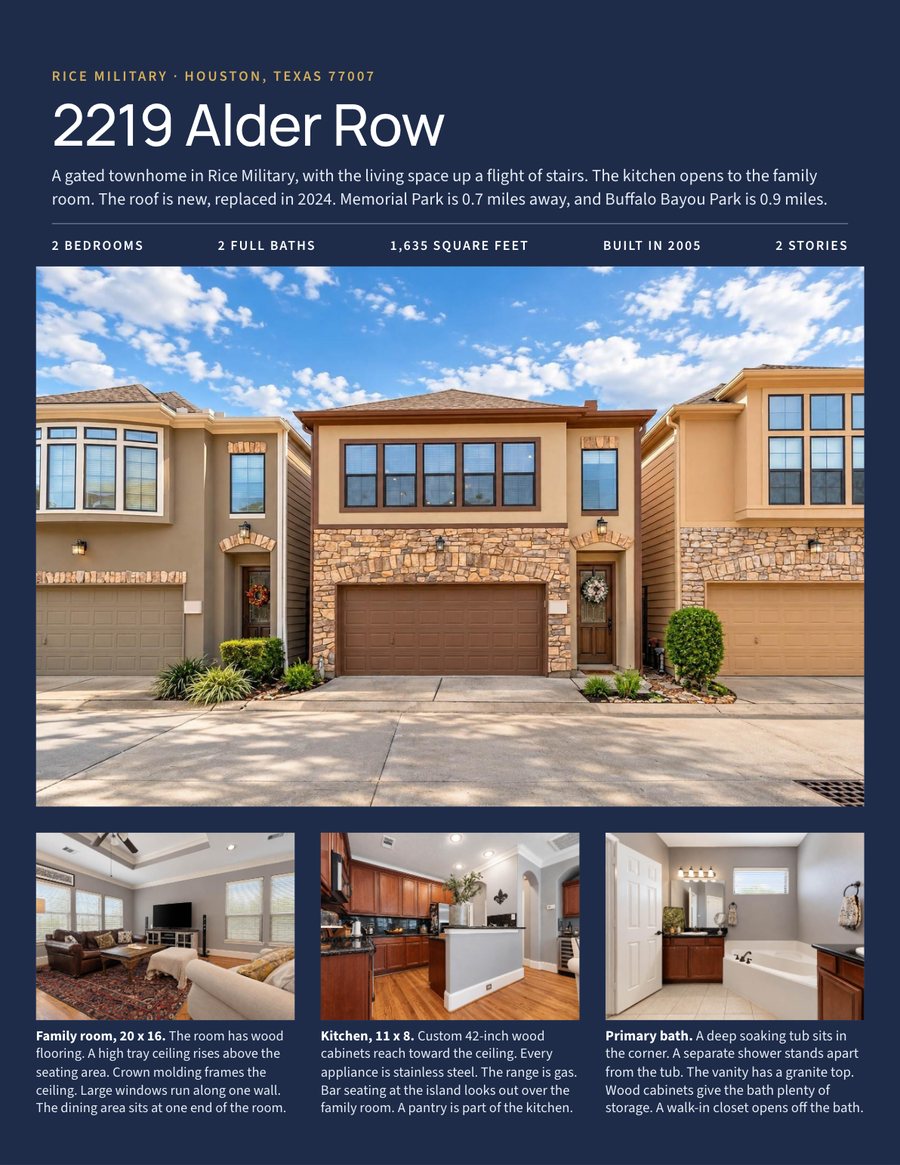 RICE MILITARY · HOUSTON, TEXAS 77007
2219 Alder Row
A gated townhome in Rice Military, with the living space up a flight of stairs. The kitchen opens to the family
room. The roof is new, replaced in 2024. Memorial Park is 0.7 miles away, and Buffalo Bayou Park is 0.9 miles.
2 BEDROOMS 2 FULL BATHS 1,635 SQUARE FEET BUILT IN 2005 2 STORIES
Family room, 20 x 16. The room has wood
flooring. A high tray ceiling rises above the
seating area. Crown molding frames the
ceiling. Large windows run along one wall.
The dining area sits at one end of the room.
Kitchen, 11 x 8. Custom 42-inch wood
cabinets reach toward the ceiling. Every
appliance is stainless steel. The range is gas.
Bar seating at the island looks out over the
family room. A pantry is part of the kitchen.
Primary bath. A deep soaking tub sits in
the corner. A separate shower stands apart
from the tub. The vanity has a granite top.
Wood cabinets give the bath plenty of
storage. A walk-in closet opens off the bath.